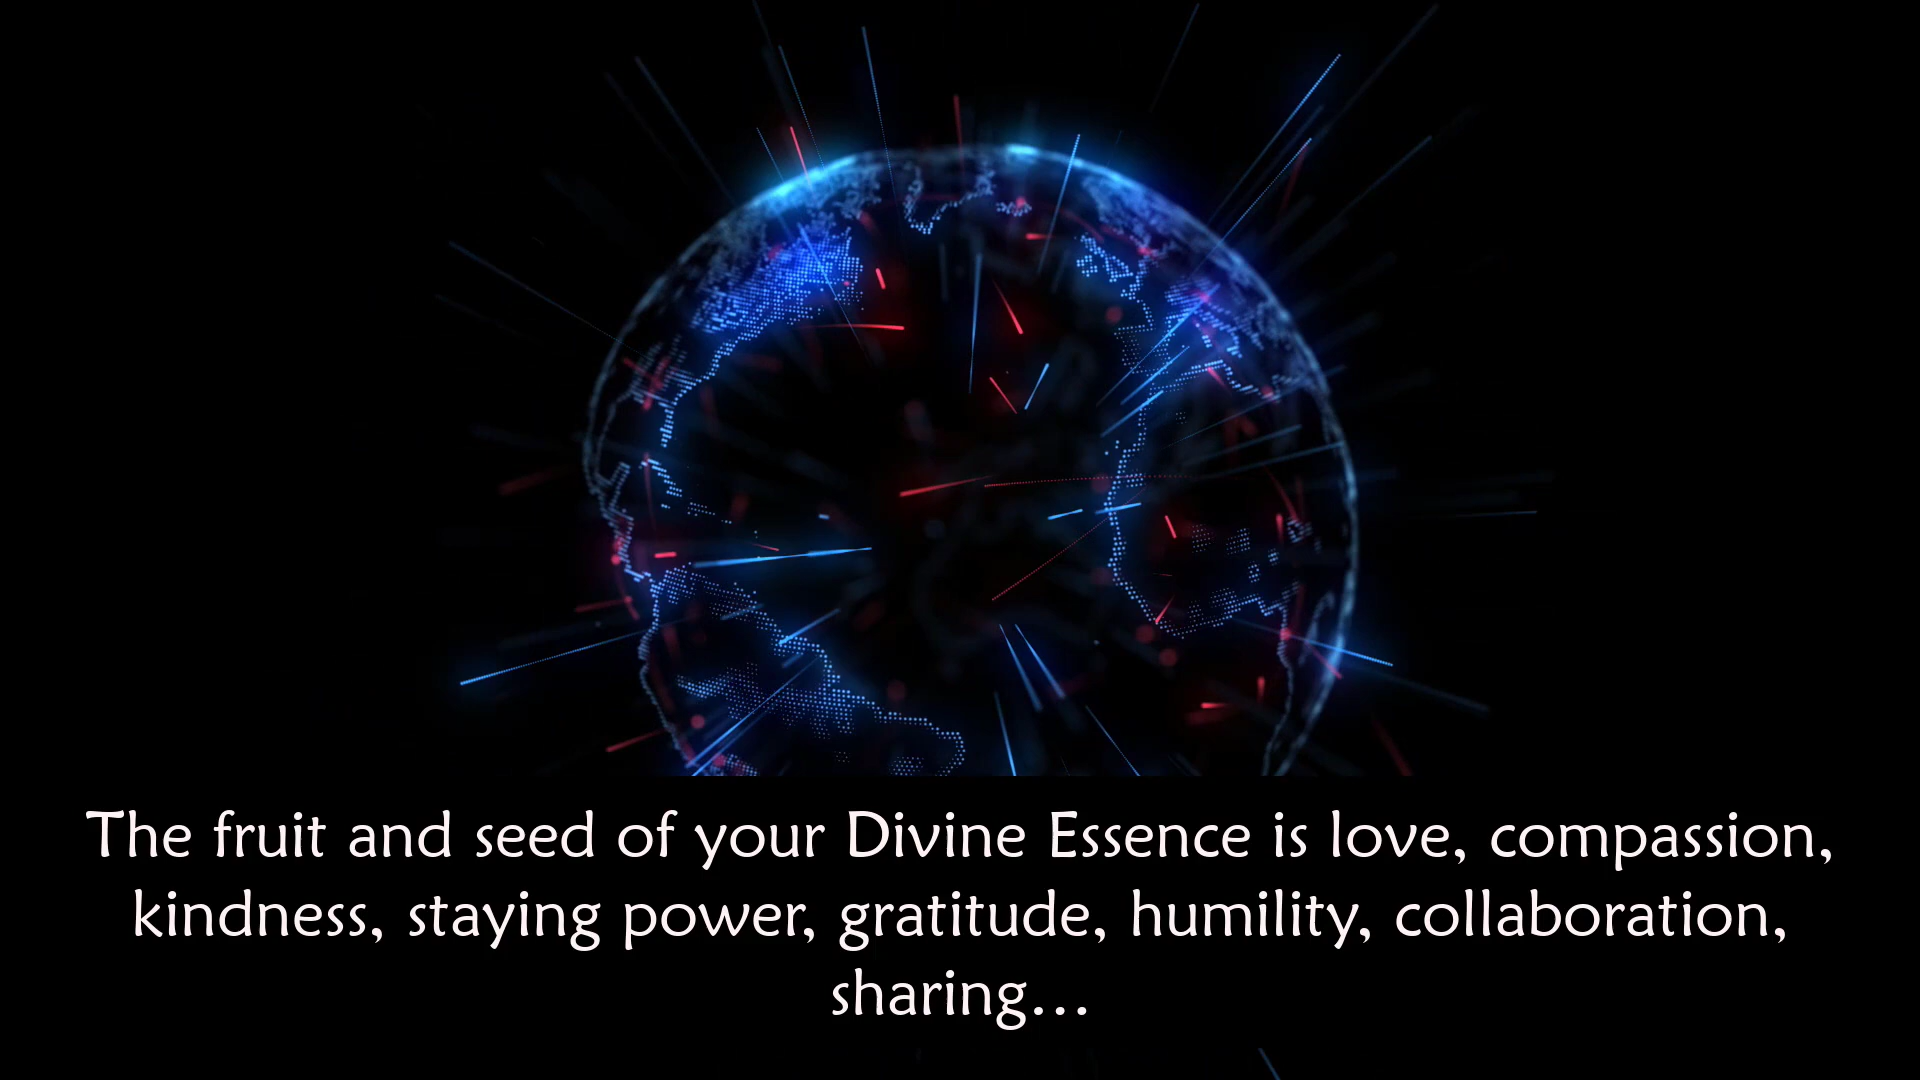 The fruit and seed of your Divine Essence is love, compassion,
kindness, staying power, gratitude, humility, collaboration,
sharing...